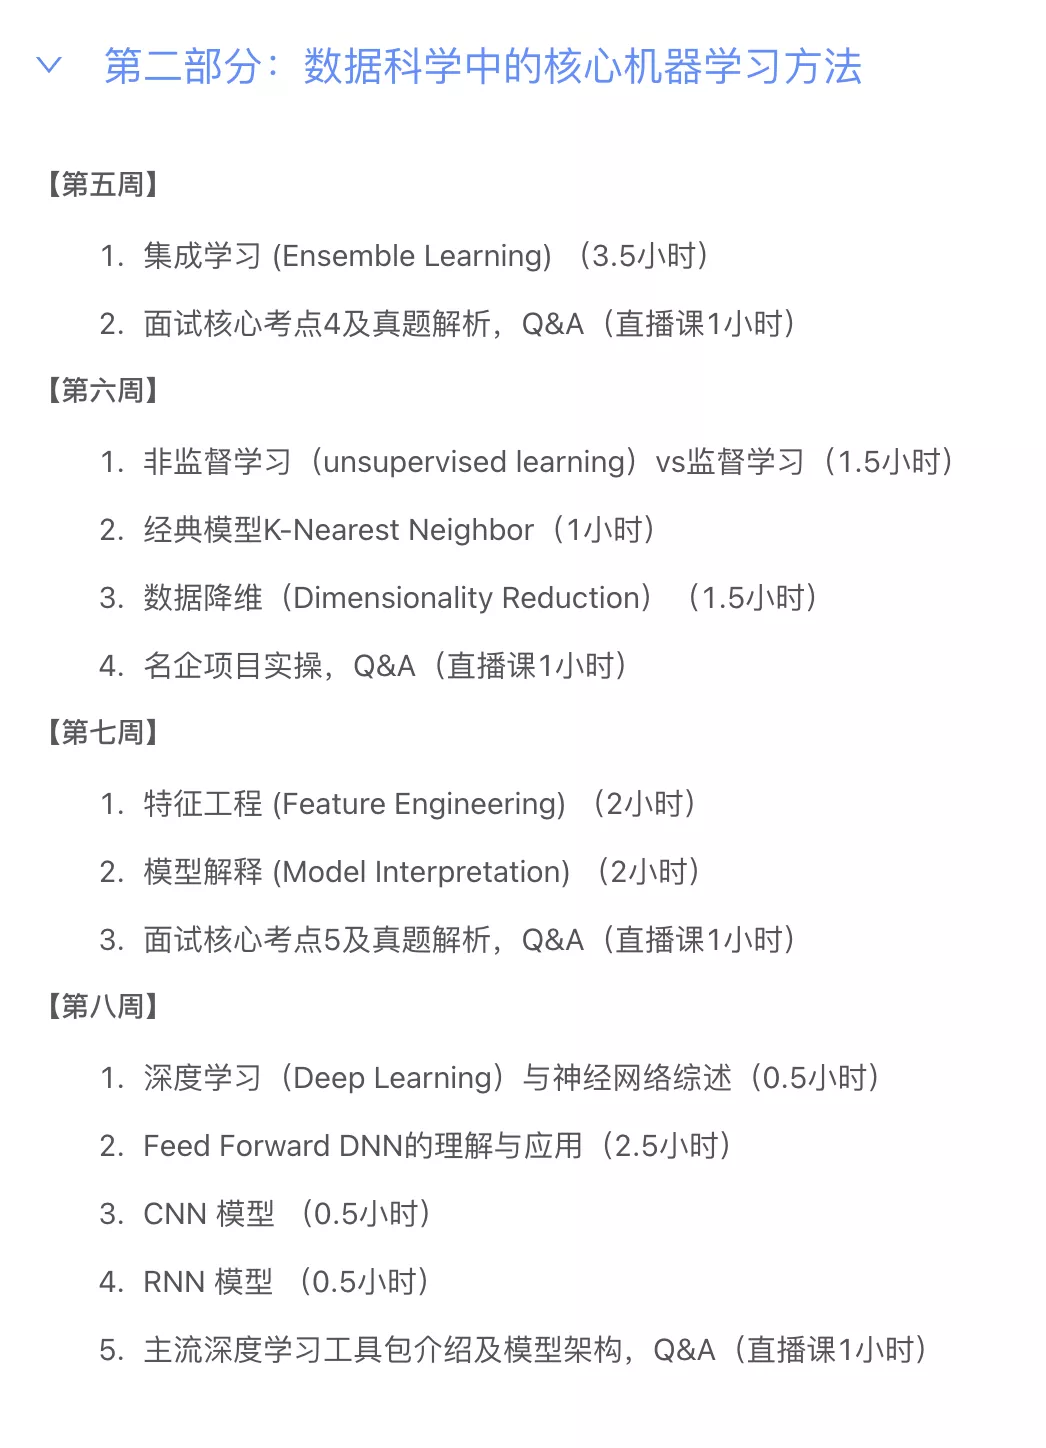 第二部分：数据科学中的核心机器学习方法
【第五周】
1. 集成学习 (Ensemble Learning) （3.5小时）
2. 面试核心考点4及真题解析，Q&A（直播课1小时）
【第六周】
1. 非监督学习（unsupervised learning）vs监督学习（1.5小时）
2. 经典模型K-Nearest Neighbor（1小时）
3. 数据降维（Dimensionality Reduction）（1.5小时）
4. 名企项目实操，Q&A（直播课1小时）
【第七周】
1. 特征工程 (Feature Engineering) （2小时）
2. 模型解释 (Model Interpretation) （2小时）
3. 面试核心考点5及真题解析，Q&A（直播课1小时）
【第八周】
1. 深度学习（Deep Learning）与神经网络综述（0.5小时）
2. Feed Forward DNN的理解与应用（2.5小时）
3. CNN 模型 （0.5小时）
4. RNN 模型 （0.5小时）
5. 主流深度学习工具包介绍及模型架构，Q&A（直播课1小时）